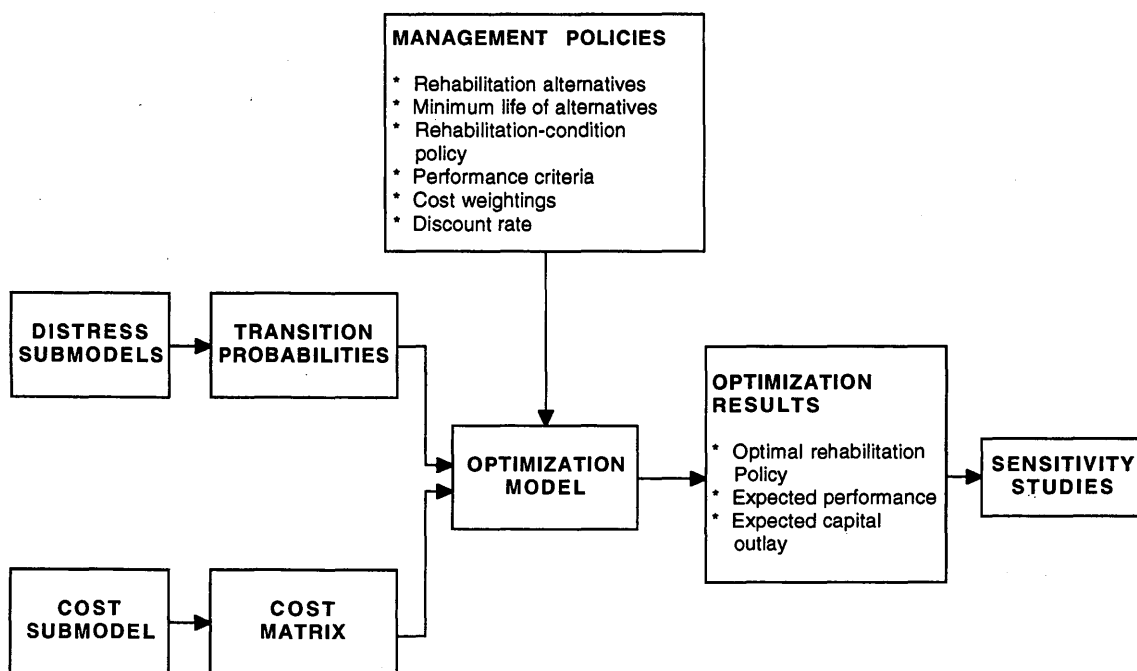 MANAGEMENT POLICIES
* Rehabilitation alternatives
* Minimum life of alternatives
* Rehabilitation-condition
policy
* Performance criteria
* Cost weightings
* Discount rate
DISTRESS
SUBMODELS
TRANSITION
PROBABILITIES
OPTIMIZATION
MODEL
OPTIMIZATION
RESULTS
* Optimal rehabilitation
Policy
* Expected performance
* Expected capital
outlay
SENSITIVITY
STUDIES
COST
SUBMODEL
COST
MATRIX